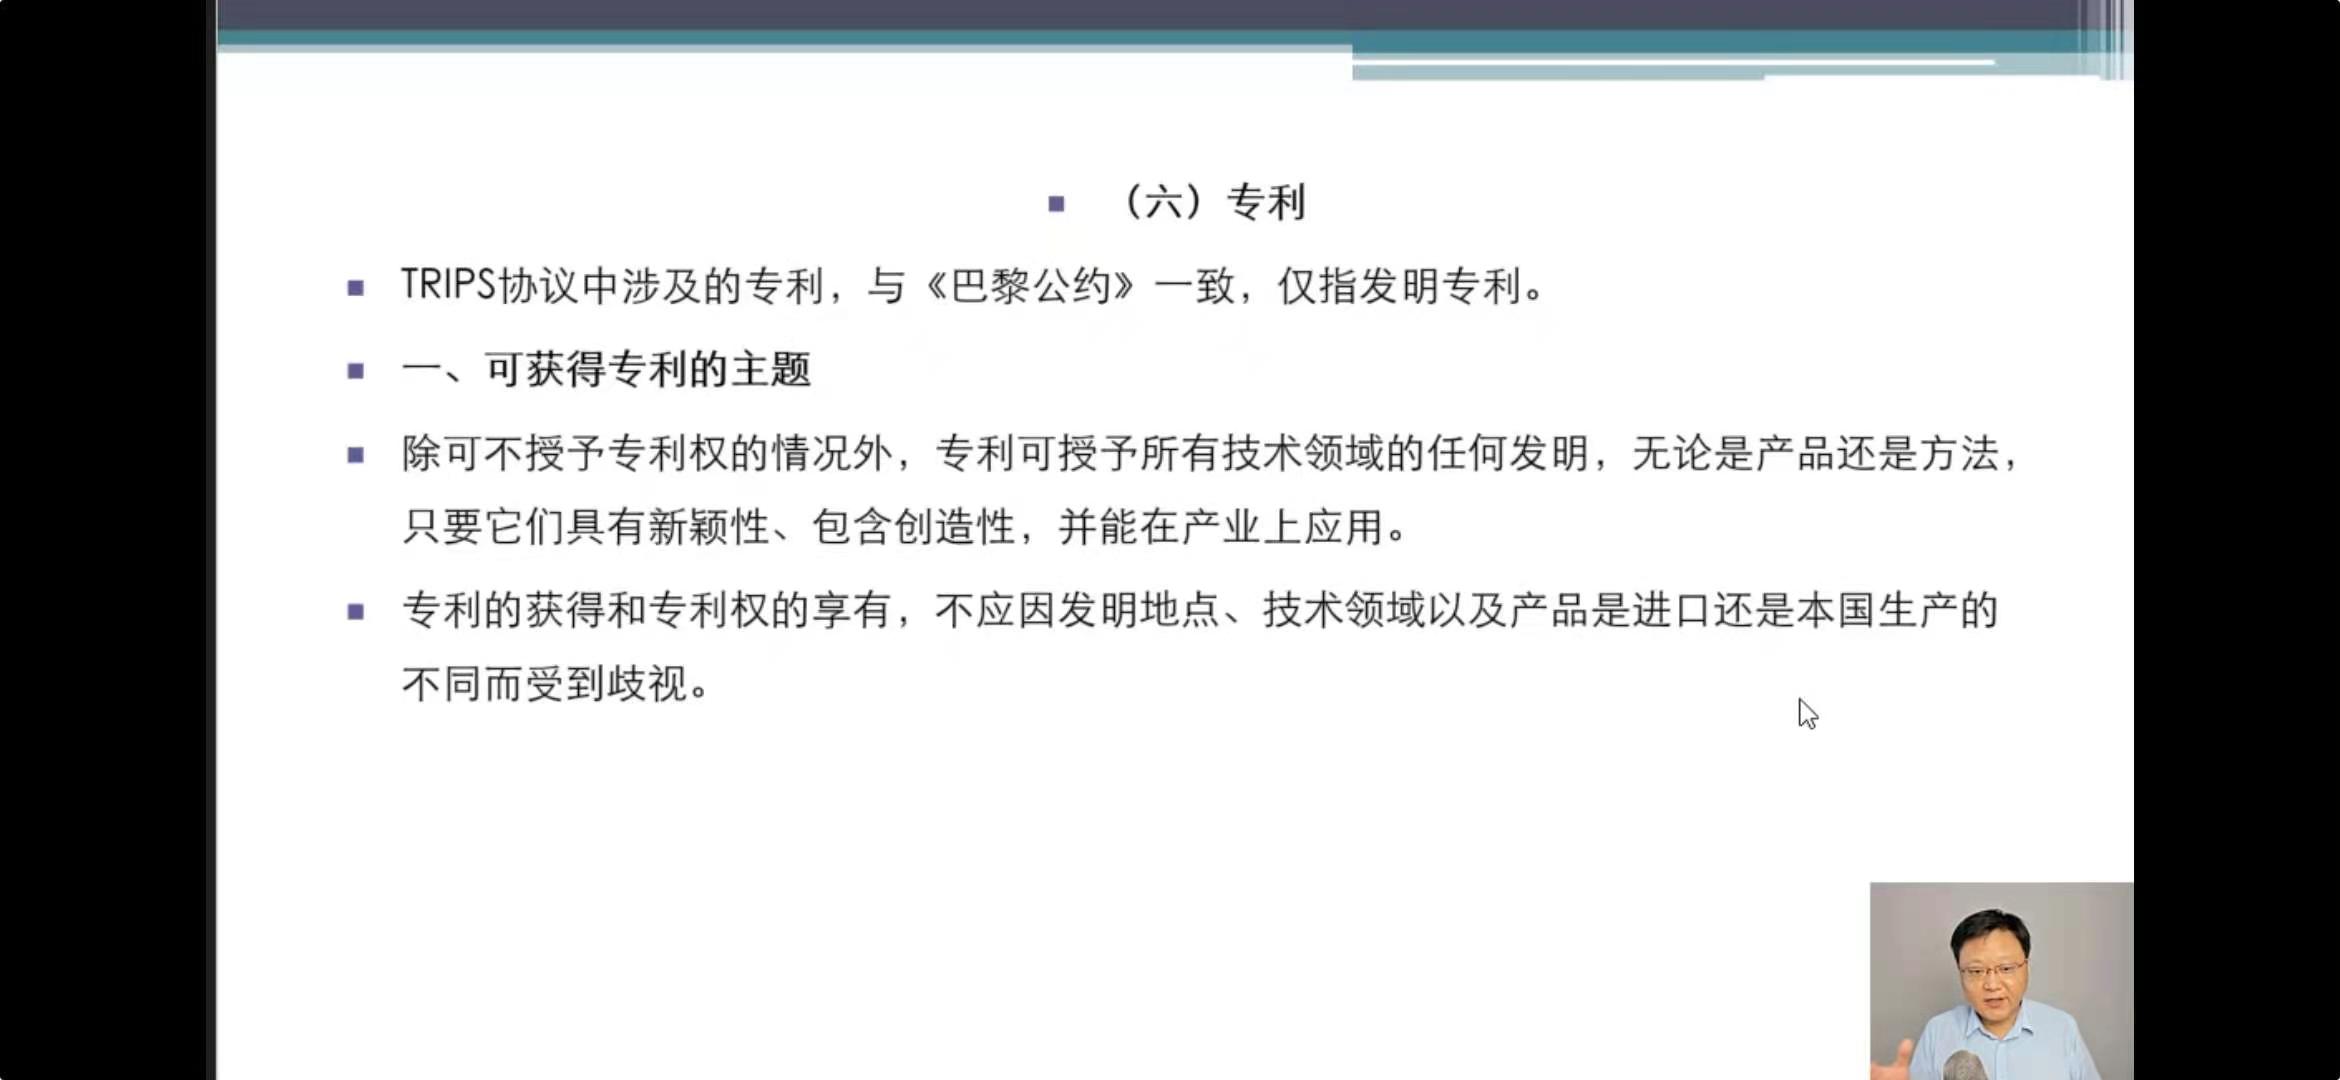 （六）专利
TRIPS协议中涉及的专利，与《巴黎公约》一致，仅指发明专利。
一、可获得专利的主题
除可不授予专利权的情况外，专利可授予所有技术领域的任何发明，无论是产品还是方法，
只要它们具有新颖性、包含创造性，并能在产业上应用。
专利的获得和专利权的享有，不应因发明地点、技术领域以及产品是进口还是本国生产的
不同而受到歧视。